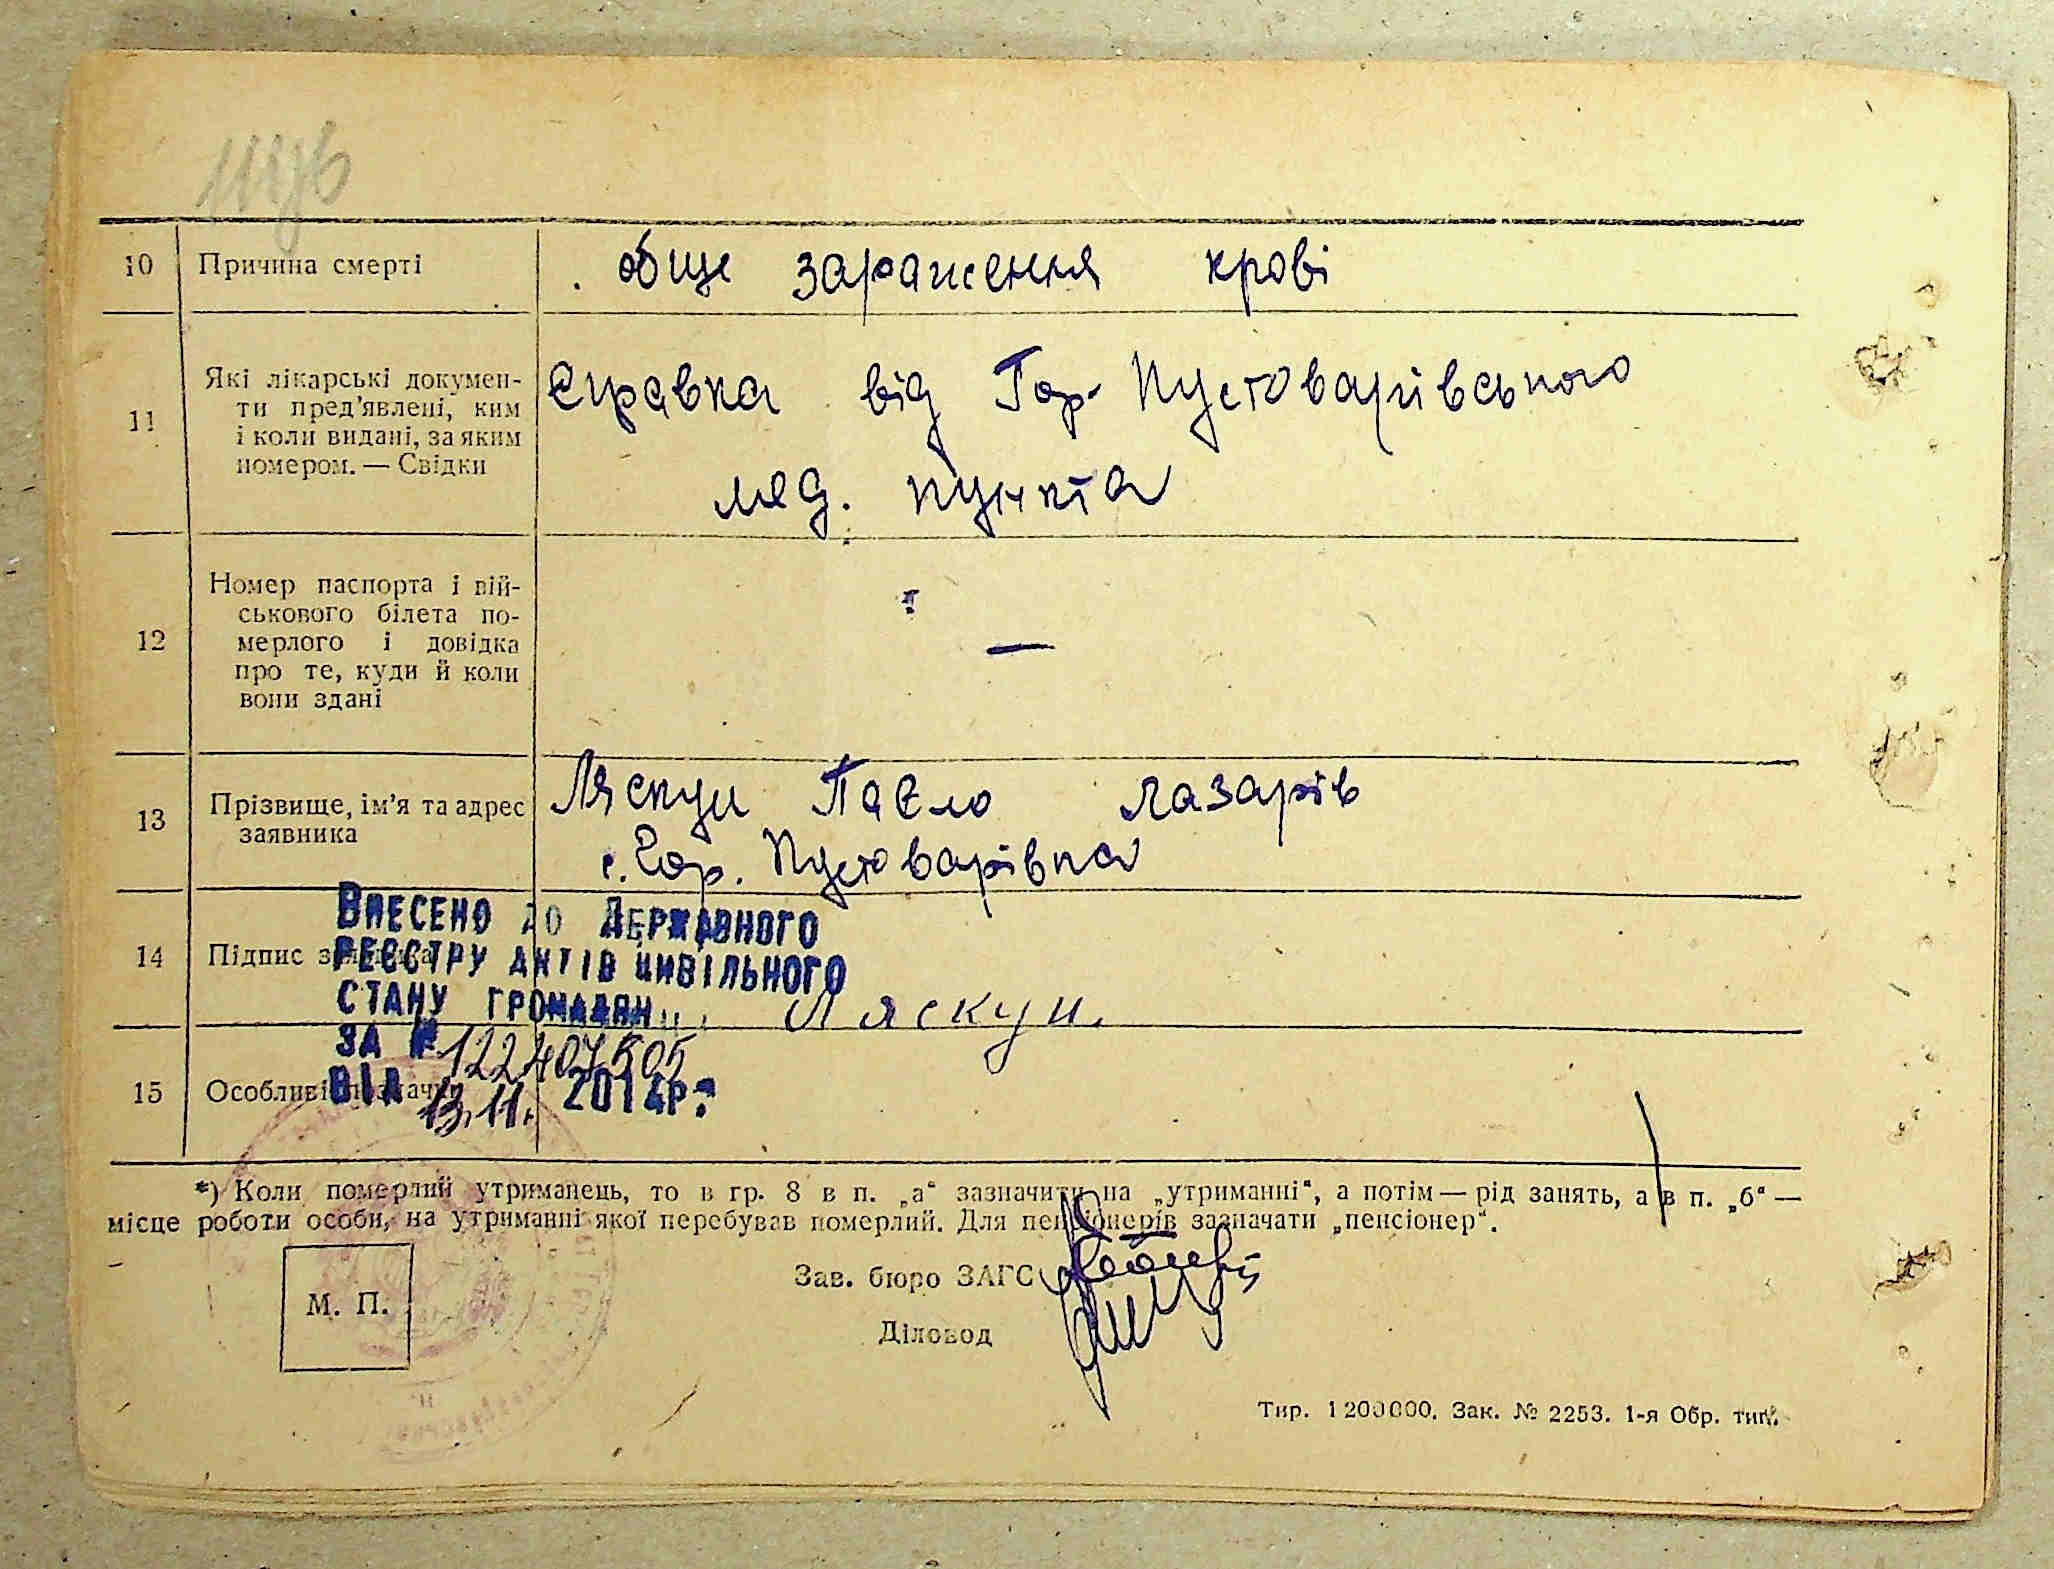 10 Причина смерті обще зараження крові
11 Які лікарські докумен-
ти пред'явлені, ким
і коли видані, за яким
номером. — Свідки
Справка від Гор. Пустоварівського
мед. пункта
12 Номер паспорта і вій-
ськового білета по-
мерлого і довідка
про те, куди й коли
вони здані
—
13 Прізвище, ім'я та адрес
заявника
Ляскун Павло Лазарів
с. Гор. Пустоварівка
14 Підпис заявника Ляскун.
ВНЕСЕНО ДО ДЕРЖАВНОГО
РЕЄСТРУ АКТІВ ЦИВІЛЬНОГО
СТАНУ ГРОМАДЯН
ЗА № 122407505
ВІД 13.11. 2014р.
15 Особливі позначки
*) Коли померлий утриманець, то в гр. 8 в п. „а“ зазначити на „утриманні“, а потім — рід занять, а в п. „б“ —
місце роботи особи, на утриманні якої перебував померлий. Для пенсіонерів зазначати „пенсіонер“.
Зав. бюро ЗАГС
М. П.
Діловод
Тир. 1200000. Зак. № 2253. 1-я Обр. тип.